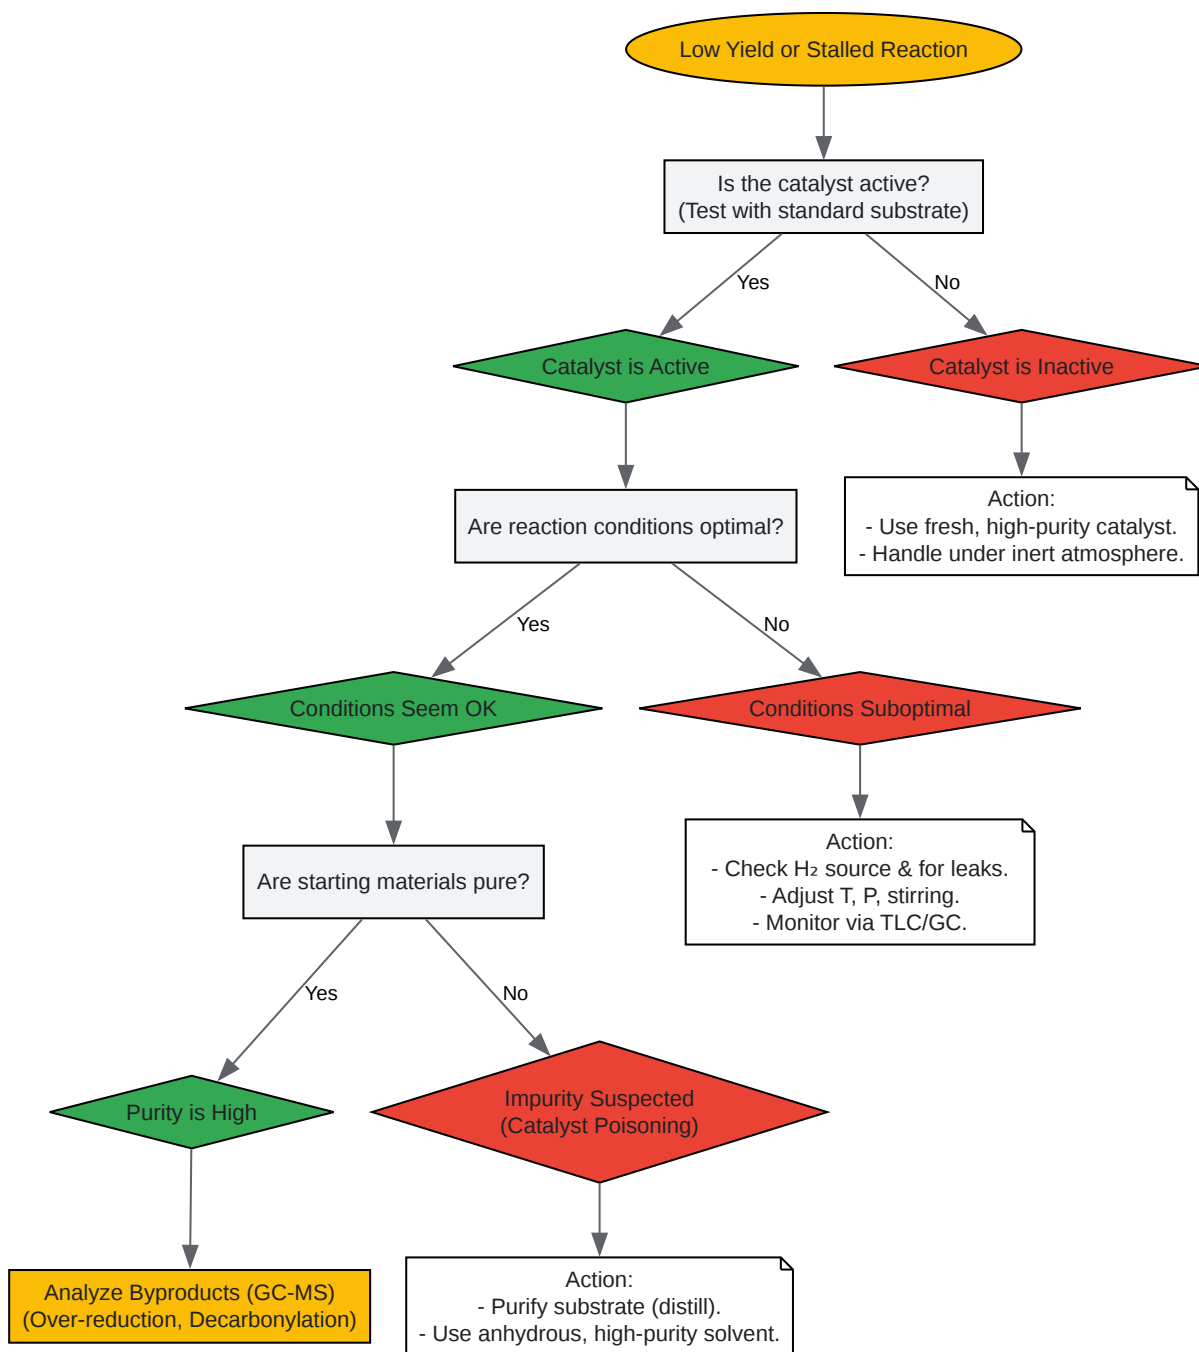 Low Yield or Stalled Reaction
Is the catalyst active?
(Test with standard substrate)
Yes
No
Catalyst is Active
Catalyst is Inactive
Action:
- Use fresh, high-purity catalyst.
- Handle under inert atmosphere.
Are reaction conditions optimal?
Yes
No
Conditions Seem OK
Conditions Suboptimal
Action:
- Check H₂ source & for leaks.
- Adjust T, P, stirring.
- Monitor via TLC/GC.
Are starting materials pure?
Yes
No
Purity is High
Impurity Suspected
(Catalyst Poisoning)
Analyze Byproducts (GC-MS)
(Over-reduction, Decarbonylation)
Action:
- Purify substrate (distill).
- Use anhydrous, high-purity solvent.